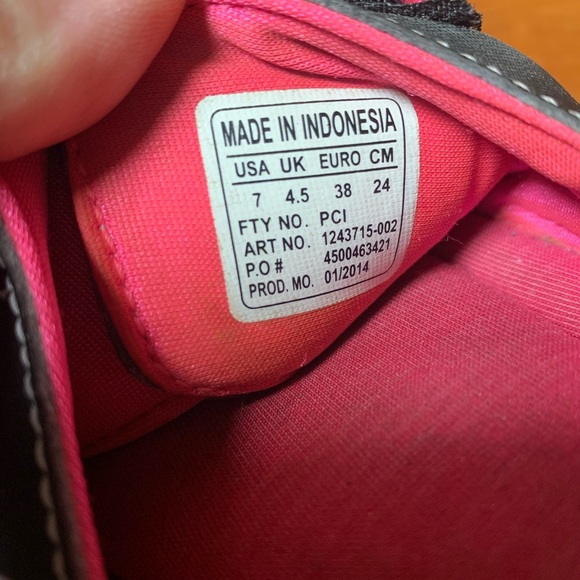 MADE IN INDONESIA
USA UK EURO CM
7 4.5 38 24
FTY NO. PCI
ART NO. 1243715-002
P.O # 4500463421
PROD. MO. 01/2014